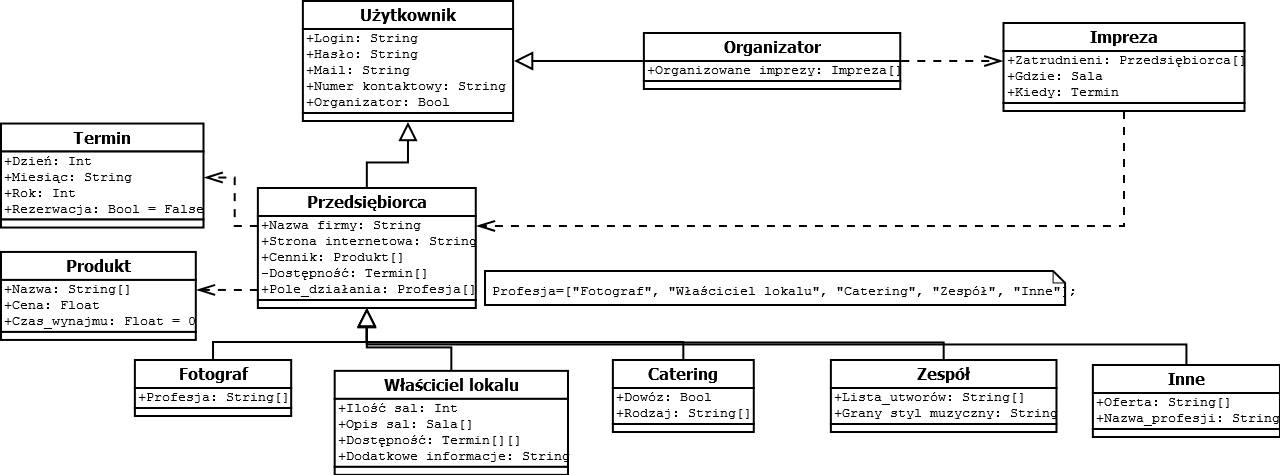 Użytkownik
+Login: String
+Hasło: String
+Mail: String
+Numer kontaktowy: String
+Organizator: Bool
Organizator
+Organizowane imprezy: Impreza[]
Impreza
+Zatrudnieni: Przedsiębiorca[]
+Gdzie: Sala
+Kiedy: Termin
Termin
+Dzień: Int
+Miesiąc: String
+Rok: Int
+Rezerwacja: Bool = False
Przedsiębiorca
+Nazwa firmy: String
+Strona internetowa: String
+Cennik: Produkt[]
-Dostępność: Termin[]
+Pole_działania: Profesja[]
Produkt
+Nazwa: String[]
+Cena: Float
+Czas_wynajmu: Float = 0
Profesja=["Fotograf", "Właściciel lokalu", "Catering", "Zespół", "Inne"];
Fotograf
+Profesja: String[]
Właściciel lokalu
+Ilość sal: Int
+Opis sal: Sala[]
+Dostępność: Termin[][]
+Dodatkowe informacje: String
Catering
+Dowóz: Bool
+Rodzaj: String[]
Zespół
+Lista_utworów: String[]
+Grany styl muzyczny: String
Inne
+Oferta: String[]
+Nazwa_profesji: String